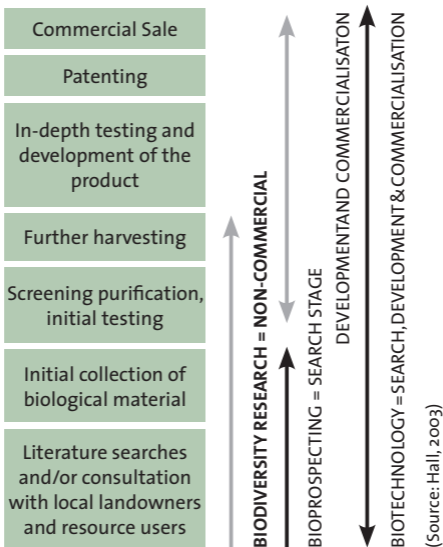 Commercial Sale
Patenting
In-depth testing and
development of the
product
Further harvesting
Screening purification,
initial testing
Initial collection of
biological material
Literature searches
and/or consultation
with local landowners
and resource users
BIODIVERSITY RESEARCH = NON-COMMERCIAL
BIOPROSPECTING = SEARCH STAGE
DEVELOPMENTAND COMMERCIALISATON
BIOTECHNOLOGY = SEARCH, DEVELOPMENT & COMMERCIALISATION
(Source: Hall, 2003)